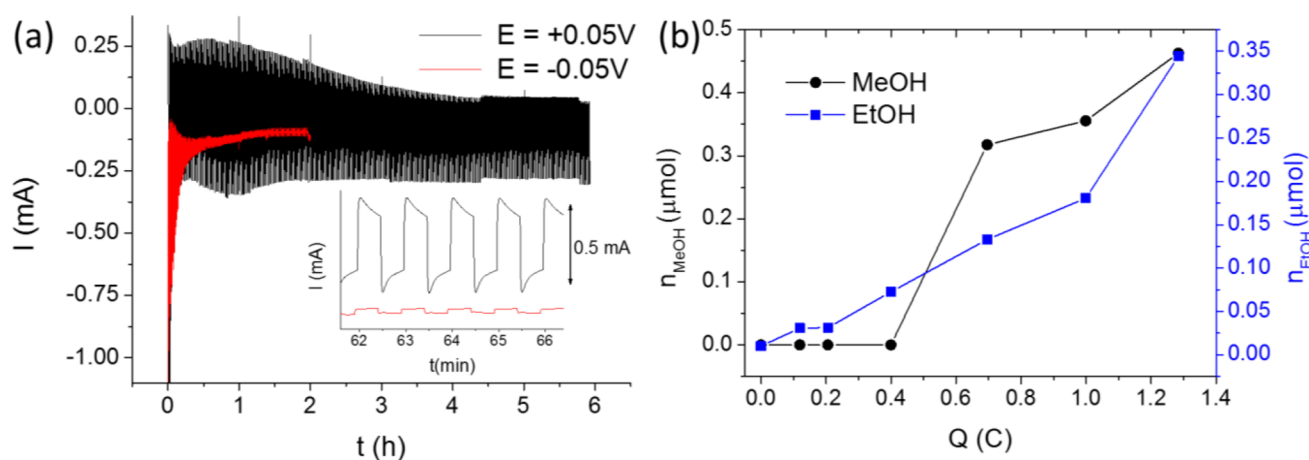 (a)
E = +0.05V
E = -0.05V
I (mA)
0.25
0.00
-0.25
-0.50
-0.75
-1.00
0 1 2 3 4 5 6
t (h)
I (mA)
0.5 mA
62 63 64 65 66
t(min)
(b)
MeOH
EtOH
nMeOH(μmol)
0.5
0.4
0.3
0.2
0.1
0.0
0.0 0.2 0.4 0.6 0.8 1.0 1.2 1.4
Q (C)
0.35
0.30
0.25
0.20
0.15
0.10
0.05
0.00
nEtOH(μmol)